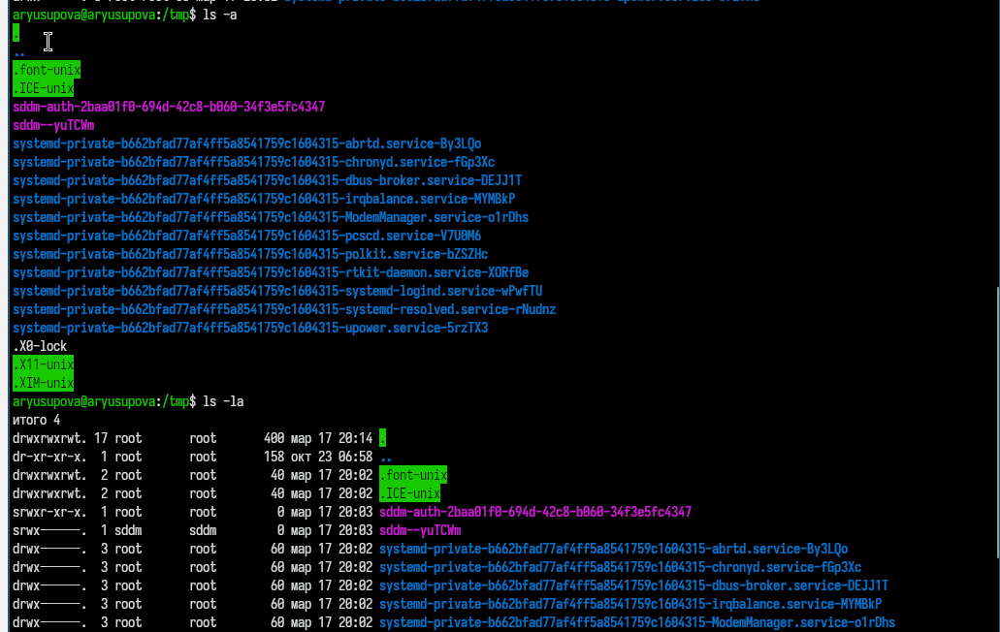 aryusupova@aryusupova:/tmp$ ls -a
.
..
.font-unix
.ICE-unix
sddm-auth-2baa01f0-694d-42c8-b060-34f3e5fc4347
sddm--yuTCWm
systemd-private-b662bfad77af4ff5a8541759c1604315-abrtd.service-By3LQo
systemd-private-b662bfad77af4ff5a8541759c1604315-chronyd.service-fGp3Xc
systemd-private-b662bfad77af4ff5a8541759c1604315-dbus-broker.service-DEJJ1T
systemd-private-b662bfad77af4ff5a8541759c1604315-irqbalance.service-MYMBkP
systemd-private-b662bfad77af4ff5a8541759c1604315-ModemManager.service-o1rDhs
systemd-private-b662bfad77af4ff5a8541759c1604315-pcscd.service-V7U0M6
systemd-private-b662bfad77af4ff5a8541759c1604315-polkit.service-bZSZHc
systemd-private-b662bfad77af4ff5a8541759c1604315-rtkit-daemon.service-XORfBe
systemd-private-b662bfad77af4ff5a8541759c1604315-systemd-logind.service-wPwfTU
systemd-private-b662bfad77af4ff5a8541759c1604315-systemd-resolved.service-rNudnz
systemd-private-b662bfad77af4ff5a8541759c1604315-upower.service-5rzTX3
.X0-lock
.X11-unix
.XIM-unix
aryusupova@aryusupova:/tmp$ ls -la
итого 4
drwxrwxrwt. 17 root root 400 мар 17 20:14 .
dr-xr-xr-x. 1 root root 158 окт 23 06:58 ..
drwxrwxrwt. 2 root root 40 мар 17 20:02 .font-unix
drwxrwxrwt. 2 root root 40 мар 17 20:02 .ICE-unix
srwxr-xr-x. 1 root root 0 мар 17 20:03 sddm-auth-2baa01f0-694d-42c8-b060-34f3e5fc4347
srwx------. 1 sddm sddm 0 мар 17 20:03 sddm--yuTCWm
drwx------. 3 root root 60 мар 17 20:02 systemd-private-b662bfad77af4ff5a8541759c1604315-abrtd.service-By3LQo
drwx------. 3 root root 60 мар 17 20:02 systemd-private-b662bfad77af4ff5a8541759c1604315-chronyd.service-fGp3Xc
drwx------. 3 root root 60 мар 17 20:02 systemd-private-b662bfad77af4ff5a8541759c1604315-dbus-broker.service-DEJJ1T
drwx------. 3 root root 60 мар 17 20:02 systemd-private-b662bfad77af4ff5a8541759c1604315-irqbalance.service-MYMBkP
drwx------. 3 root root 60 мар 17 20:02 systemd-private-b662bfad77af4ff5a8541759c1604315-ModemManager.service-o1rDhs